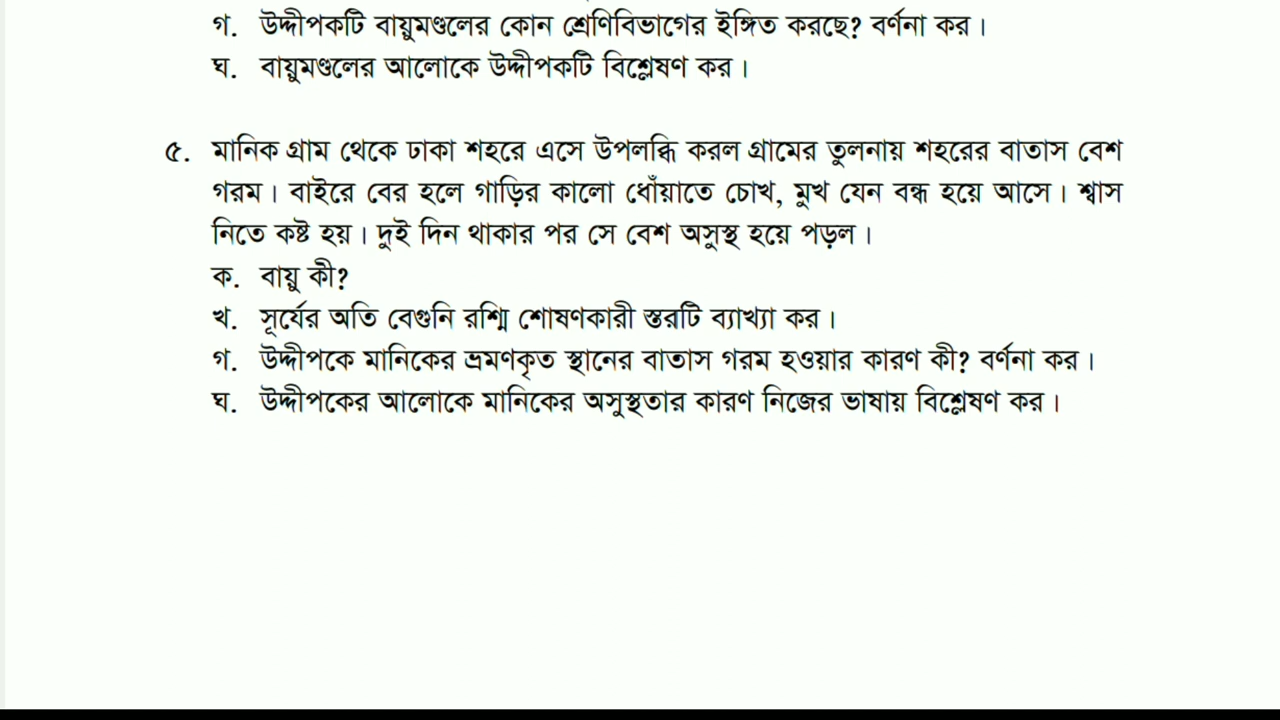 গ. উদ্দীপকটি বায়ুমণ্ডলের কোন শ্রেণিবিভাগের ইঙ্গিত করছে? বর্ণনা কর।
ঘ. বায়ুমণ্ডলের আলোকে উদ্দীপকটি বিশ্লেষণ কর।
৫. মানিক গ্রাম থেকে ঢাকা শহরে এসে উপলব্ধি করল গ্রামের তুলনায় শহরের বাতাস বেশ
গরম। বাইরে বের হলে গাড়ির কালো ধোঁয়াতে চোখ, মুখ যেন বন্ধ হয়ে আসে। শ্বাস
নিতে কষ্ট হয়। দুই দিন থাকার পর সে বেশ অসুস্থ হয়ে পড়ল।
ক. বায়ু কী?
খ. সূর্যের অতি বেগুনি রশ্মি শোষণকারী স্তরটি ব্যাখ্যা কর।
গ. উদ্দীপকে মানিকের ভ্রমণকৃত স্থানের বাতাস গরম হওয়ার কারণ কী? বর্ণনা কর।
ঘ. উদ্দীপকের আলোকে মানিকের অসুস্থতার কারণ নিজের ভাষায় বিশ্লেষণ কর।